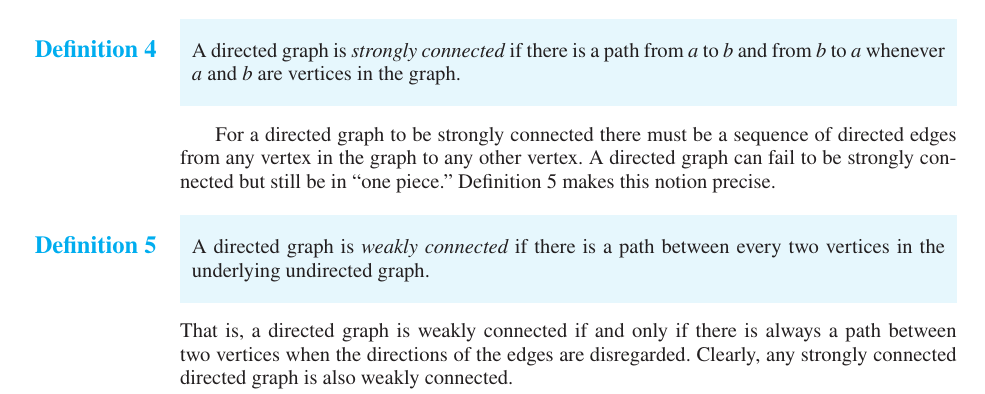 Definition 4
A directed graph is strongly connected if there is a path from a to b and from b to a whenever
a and b are vertices in the graph.
For a directed graph to be strongly connected there must be a sequence of directed edges
from any vertex in the graph to any other vertex. A directed graph can fail to be strongly con-
nected but still be in “one piece.” Definition 5 makes this notion precise.
Definition 5
A directed graph is weakly connected if there is a path between every two vertices in the
underlying undirected graph.
That is, a directed graph is weakly connected if and only if there is always a path between
two vertices when the directions of the edges are disregarded. Clearly, any strongly connected
directed graph is also weakly connected.